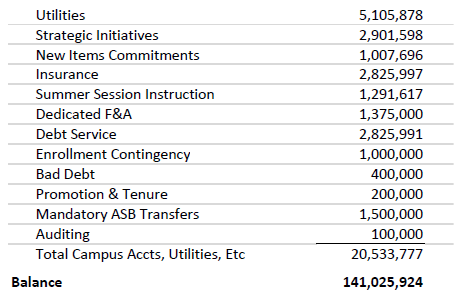 Utilities 5,105,878
Strategic Initiatives 2,901,598
New Items Commitments 1,007,696
Insurance 2,825,997
Summer Session Instruction 1,291,617
Dedicated F&A 1,375,000
Debt Service 2,825,991
Enrollment Contingency 1,000,000
Bad Debt 400,000
Promotion & Tenure 200,000
Mandatory ASB Transfers 1,500,000
Auditing 100,000
Total Campus Accts, Utilities, Etc 20,533,777
Balance 141,025,924